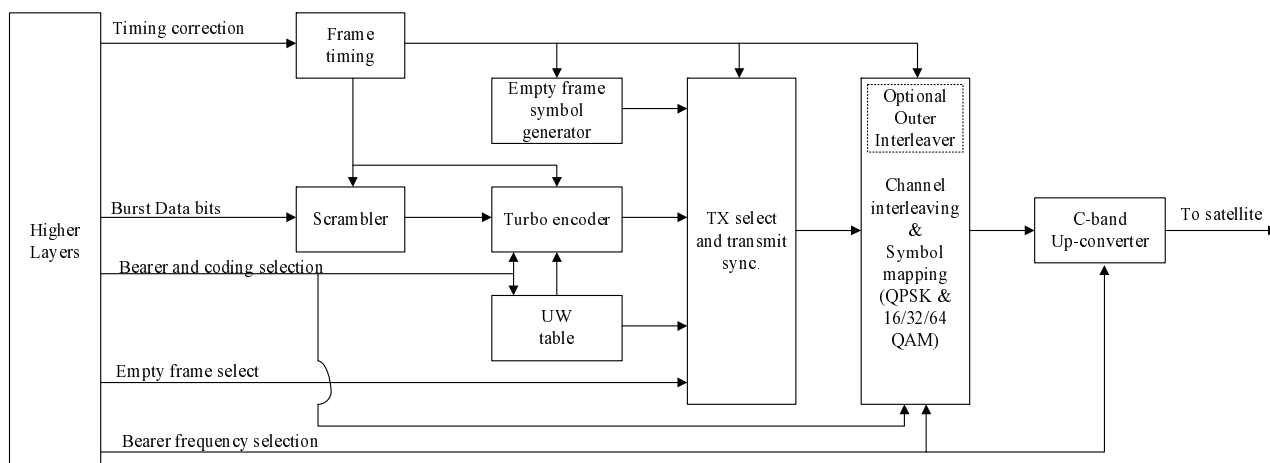 Timing correction
Frame
timing
Empty frame
symbol
generator
Optional
Outer
Interleaver
Higher
Layers
Burst Data bits
Scrambler
Turbo encoder
TX select
and transmit
sync.
Channel
interleaving
&
Symbol
mapping
(QPSK &
16/32/64
QAM)
C-band
Up-converter
To satellite
Bearer and coding selection
UW
table
Empty frame select
Bearer frequency selection